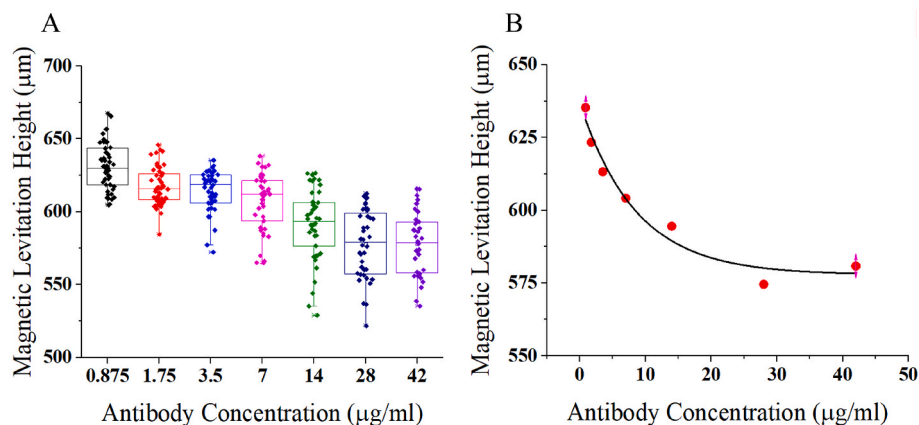 A
Magnetic Levitation Height (μm)
700
650
600
550
500
0.875 1.75 3.5 7 14 28 42
Antibody Concentration (μg/ml)
B
Magnetic Levitation Height (μm)
650
625
600
575
550
0 10 20 30 40 50
Antibody Concentration (μg/ml)